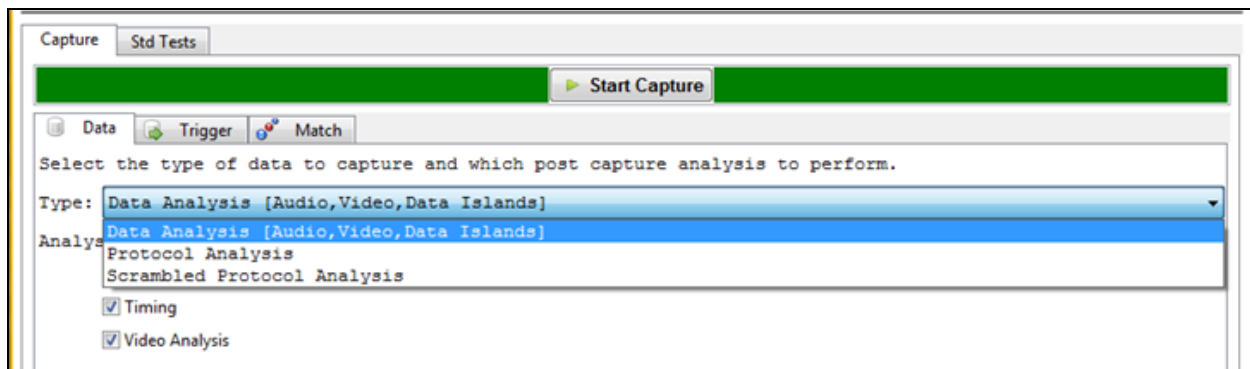 Capture Std Tests
Start Capture
Data Trigger Match
Select the type of data to capture and which post capture analysis to perform.
Type: Data Analysis [Audio,Video,Data Islands]
Data Analysis [Audio,Video,Data Islands]
Analys
Protocol Analysis
Scrambled Protocol Analysis
Timing
Video Analysis